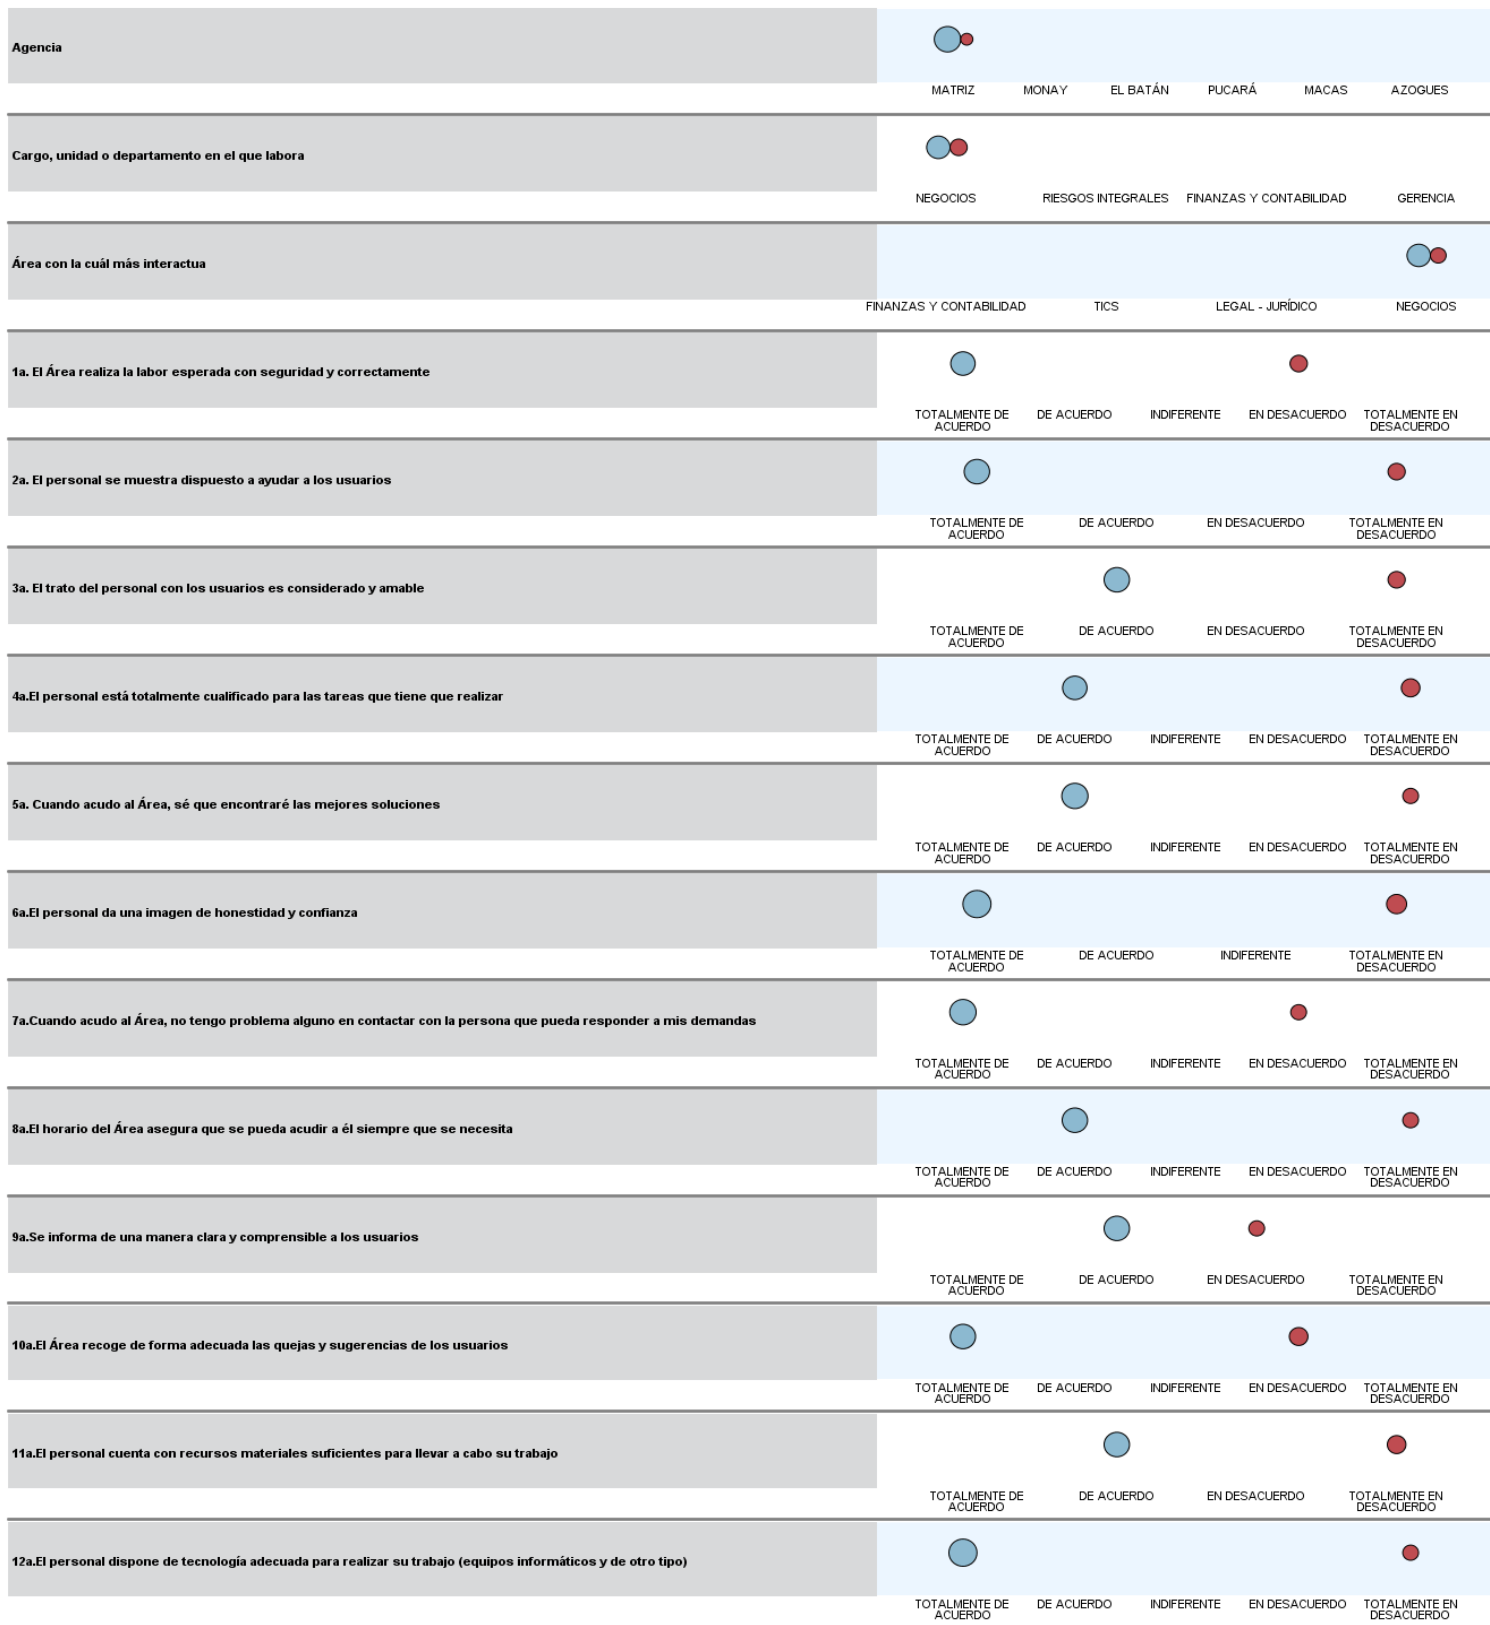 Agencia
MATRIZ MONAY EL BATÁN PUCARÁ MACAS AZOGUES
Cargo, unidad o departamento en el que labora
NEGOCIOS RIESGOS INTEGRALES FINANZAS Y CONTABILIDAD GERENCIA
Área con la cuál más interactua
FINANZAS Y CONTABILIDAD TICS LEGAL - JURÍDICO NEGOCIOS
1a. El Área realiza la labor esperada con seguridad y correctamente
TOTALMENTE DE DE ACUERDO INDIFERENTE EN DESACUERDO TOTALMENTE EN
ACUERDO DESACUERDO
2a. El personal se muestra dispuesto a ayudar a los usuarios
TOTALMENTE DE DE ACUERDO EN DESACUERDO TOTALMENTE EN
ACUERDO DESACUERDO
3a. El trato del personal con los usuarios es considerado y amable
TOTALMENTE DE DE ACUERDO EN DESACUERDO TOTALMENTE EN
ACUERDO DESACUERDO
4a.El personal está totalmente cualificado para las tareas que tiene que realizar
TOTALMENTE DE DE ACUERDO INDIFERENTE EN DESACUERDO TOTALMENTE EN
ACUERDO DESACUERDO
5a. Cuando acudo al Área, sé que encontraré las mejores soluciones
TOTALMENTE DE DE ACUERDO INDIFERENTE EN DESACUERDO TOTALMENTE EN
ACUERDO DESACUERDO
6a.El personal da una imagen de honestidad y confianza
TOTALMENTE DE DE ACUERDO INDIFERENTE TOTALMENTE EN
ACUERDO DESACUERDO
7a.Cuando acudo al Área, no tengo problema alguno en contactar con la persona que pueda responder a mis demandas
TOTALMENTE DE DE ACUERDO INDIFERENTE EN DESACUERDO TOTALMENTE EN
ACUERDO DESACUERDO
8a.El horario del Área asegura que se pueda acudir a él siempre que se necesita
TOTALMENTE DE DE ACUERDO INDIFERENTE EN DESACUERDO TOTALMENTE EN
ACUERDO DESACUERDO
9a.Se informa de una manera clara y comprensible a los usuarios
TOTALMENTE DE DE ACUERDO EN DESACUERDO TOTALMENTE EN
ACUERDO DESACUERDO
10a.El Área recoge de forma adecuada las quejas y sugerencias de los usuarios
TOTALMENTE DE DE ACUERDO INDIFERENTE EN DESACUERDO TOTALMENTE EN
ACUERDO DESACUERDO
11a.El personal cuenta con recursos materiales suficientes para llevar a cabo su trabajo
TOTALMENTE DE DE ACUERDO EN DESACUERDO TOTALMENTE EN
ACUERDO DESACUERDO
12a.El personal dispone de tecnología adecuada para realizar su trabajo (equipos informáticos y de otro tipo)
TOTALMENTE DE DE ACUERDO INDIFERENTE EN DESACUERDO TOTALMENTE EN
ACUERDO DESACUERDO